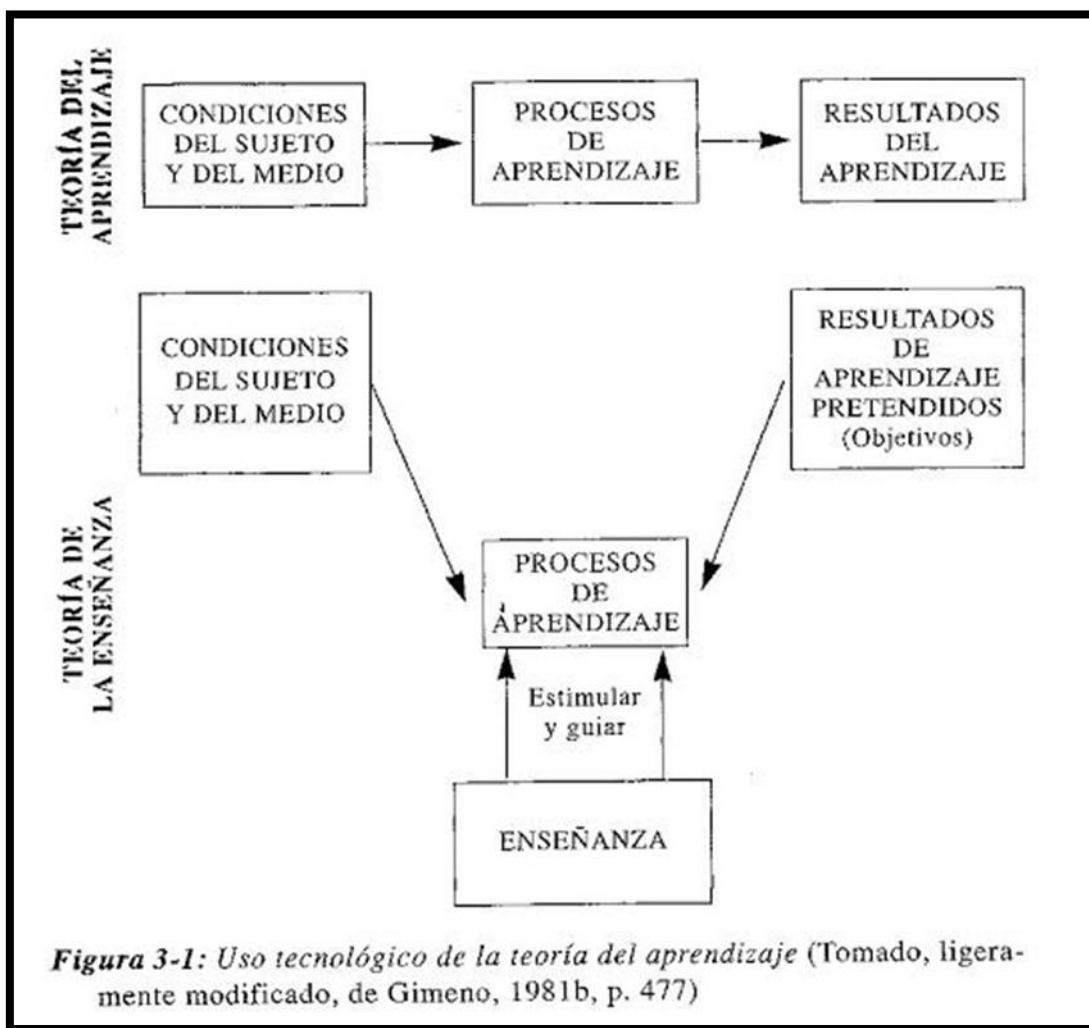 TEORÍA DEL
APRENDIZAJE
CONDICIONES
DEL SUJETO
Y DEL MEDIO
PROCESOS
DE
APRENDIZAJE
RESULTADOS
DEL
APRENDIZAJE
TEORÍA DE
LA ENSEÑANZA
CONDICIONES
DEL SUJETO
Y DEL MEDIO
RESULTADOS
DE
APRENDIZAJE
PRETENDIDOS
(Objetivos)
PROCESOS
DE
APRENDIZAJE
Estimular
y guiar
ENSEÑANZA
Figura 3-1: Uso tecnológico de la teoría del aprendizaje (Tomado, ligera-
mente modificado, de Gimeno, 1981b, p. 477)